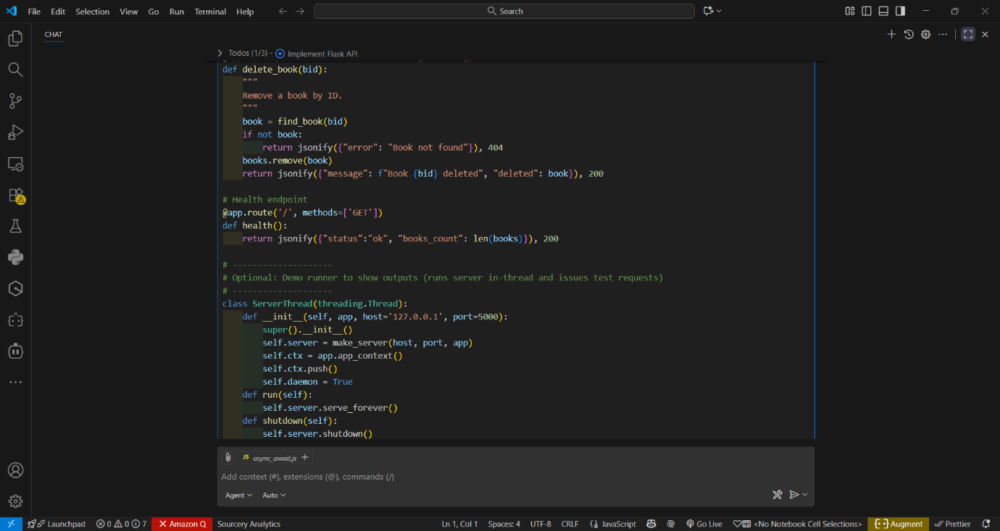 File Edit Selection View Go Run Terminal Help
Search
CHAT
Todos (1/3) - Implement Flask API
def delete_book(bid):
"""
Remove a book by ID.
"""
book = find_book(bid)
if not book:
return jsonify({"error": "Book not found"}), 404
books.remove(book)
return jsonify({"message": f"Book {bid} deleted", "deleted": book}), 200
# Health endpoint
@app.route('/', methods=['GET'])
def health():
return jsonify({"status":"ok", "books_count": len(books)}), 200
# --------------------
# Optional: Demo runner to show outputs (runs server in-thread and issues test requests)
# --------------------
class ServerThread(threading.Thread):
def __init__(self, app, host='127.0.0.1', port=5000):
super().__init__()
self.server = make_server(host, port, app)
self.ctx = app.app_context()
self.ctx.push()
self.daemon = True
def run(self):
self.server.serve_forever()
def shutdown(self):
self.server.shutdown()
JS async_await.js +
Add context (#), extensions (@), commands (/)
Agent Auto
Launchpad 0 0 7 Amazon Q Sourcery Analytics Ln 1, Col 1 Spaces: 4 UTF-8 CRLF {} JavaScript Go Live <No Notebook Cell Selections> Augment Prettier